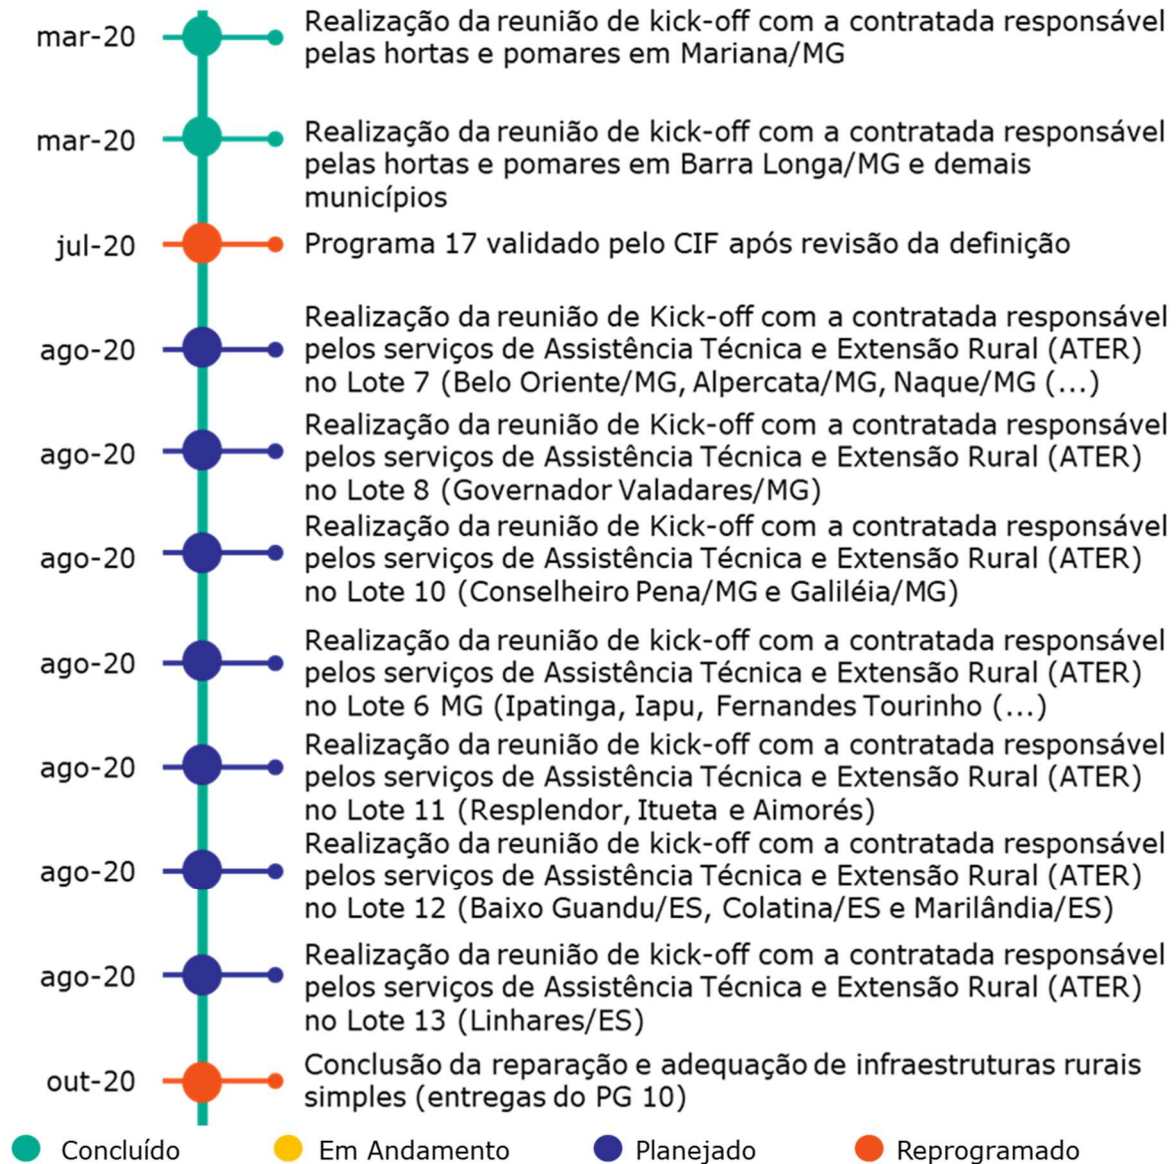 mar-20
Realização da reunião de kick-off com a contratada responsável
pelas hortas e pomares em Mariana/MG
mar-20
Realização da reunião de kick-off com a contratada responsável
pelas hortas e pomares em Barra Longa/MG e demais
municípios
jul-20
Programa 17 validado pelo CIF após revisão da definição
ago-20
Realização da reunião de Kick-off com a contratada responsável
pelos serviços de Assistência Técnica e Extensão Rural (ATER)
no Lote 7 (Belo Oriente/MG, Alpercata/MG, Naque/MG (...)
ago-20
Realização da reunião de Kick-off com a contratada responsável
pelos serviços de Assistência Técnica e Extensão Rural (ATER)
no Lote 8 (Governador Valadares/MG)
ago-20
Realização da reunião de Kick-off com a contratada responsável
pelos serviços de Assistência Técnica e Extensão Rural (ATER)
no Lote 10 (Conselheiro Pena/MG e Galiléia/MG)
ago-20
Realização da reunião de kick-off com a contratada responsável
pelos serviços de Assistência Técnica e Extensão Rural (ATER)
no Lote 6 MG (Ipatinga, Iapu, Fernandes Tourinho (...)
ago-20
Realização da reunião de kick-off com a contratada responsável
pelos serviços de Assistência Técnica e Extensão Rural (ATER)
no Lote 11 (Resplendor, Itueta e Aimorés)
ago-20
Realização da reunião de kick-off com a contratada responsável
pelos serviços de Assistência Técnica e Extensão Rural (ATER)
no Lote 12 (Baixo Guandu/ES, Colatina/ES e Marilândia/ES)
ago-20
Realização da reunião de kick-off com a contratada responsável
pelos serviços de Assistência Técnica e Extensão Rural (ATER)
no Lote 13 (Linhares/ES)
out-20
Conclusão da reparação e adequação de infraestruturas rurais
simples (entregas do PG 10)
Concluído Em Andamento Planejado Reprogramado